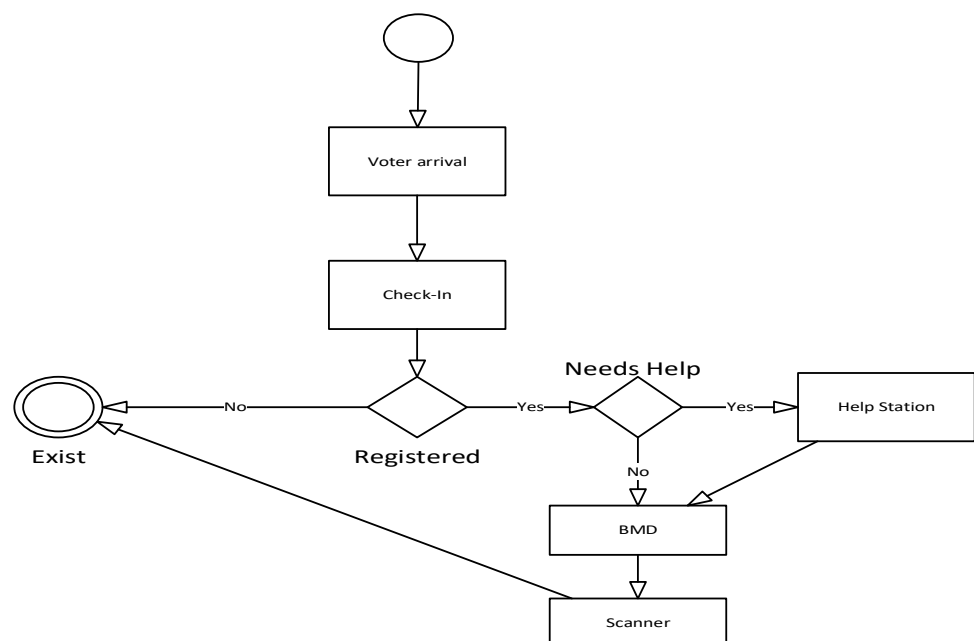 Voter arrival
Check-In
Needs Help
No
Yes
Yes
Help Station
Exist
Registered
No
BMD
Scanner